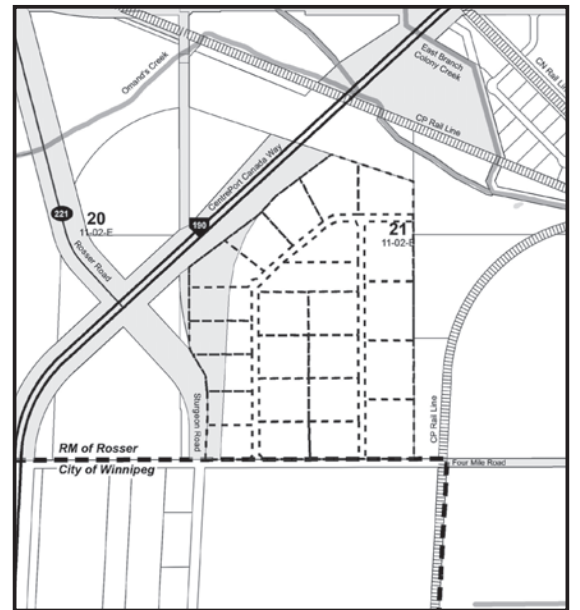 East Branch
Colony Creek
CN Rail Line
Omand's Creek
CP Rail Line
CentrePort Canada Way
221
20
11-02-E
190
21
11-02-E
Rosser Road
Sturgeon Road
CP Rail Line
RM of Rosser
City of Winnipeg
Four Mile Road